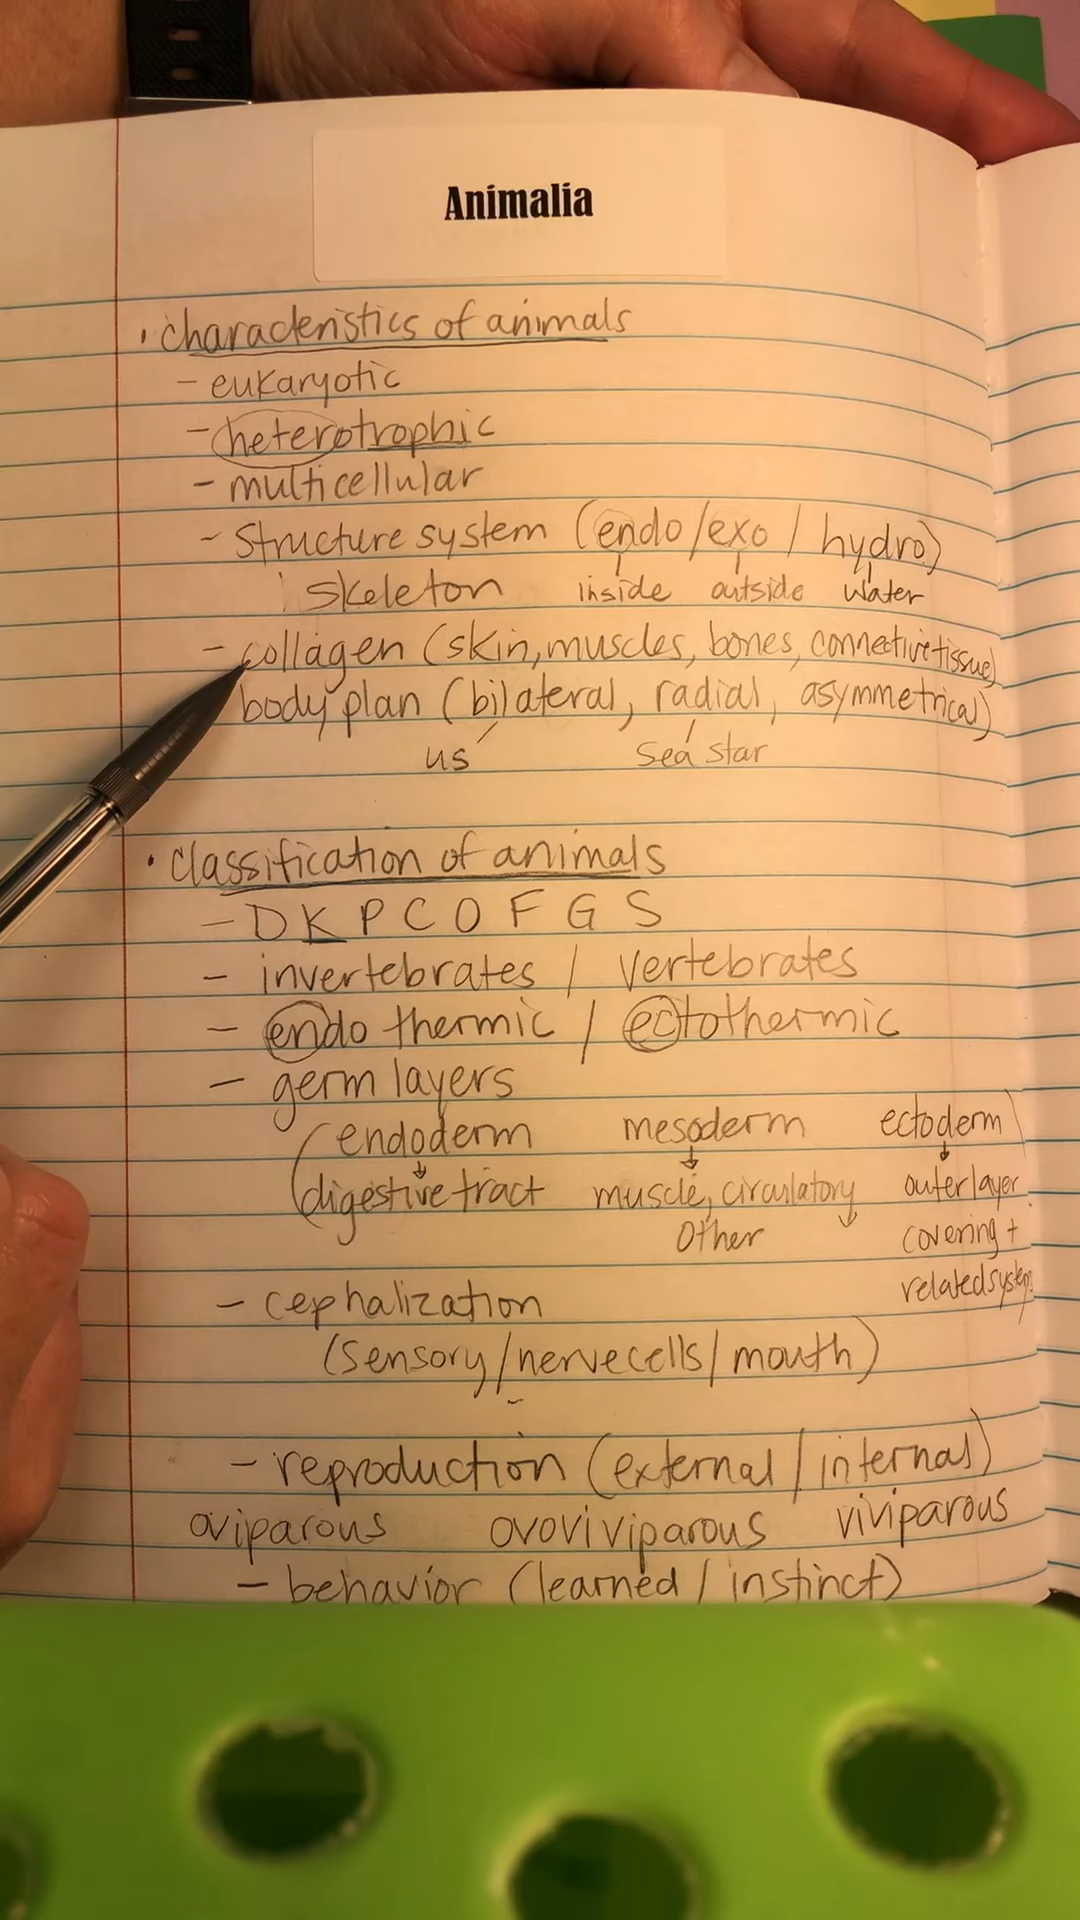 Animalia
• characteristics of animals
- eukaryotic
- heterotrophic
- multicellular
- structure system (endo/exo / hydro)
skeleton inside outside water
- collagen (skin, muscles, bones, connective tissue)
body plan (bilateral, radial, asymmetrical)
us sea star
• classification of animals
- D K P C O F G S
- invertebrates / vertebrates
- endothermic / ectothermic
- germ layers
(endoderm mesoderm ectoderm)
digestive tract muscle, circulatory outer layer
other covering +
related systems
- cephalization
(sensory/nerve cells/mouth)
- reproduction (external/internal)
oviparous ovoviviparous viviparous
- behavior (learned / instinct)